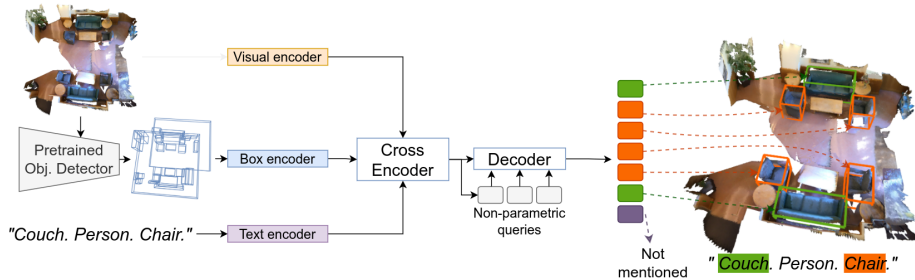 Visual encoder
Pretrained
Obj. Detector
Box encoder
Cross
Encoder
Decoder
Non-parametric
queries
"Couch. Person. Chair."
Text encoder
Not
mentioned
" Couch. Person. Chair."